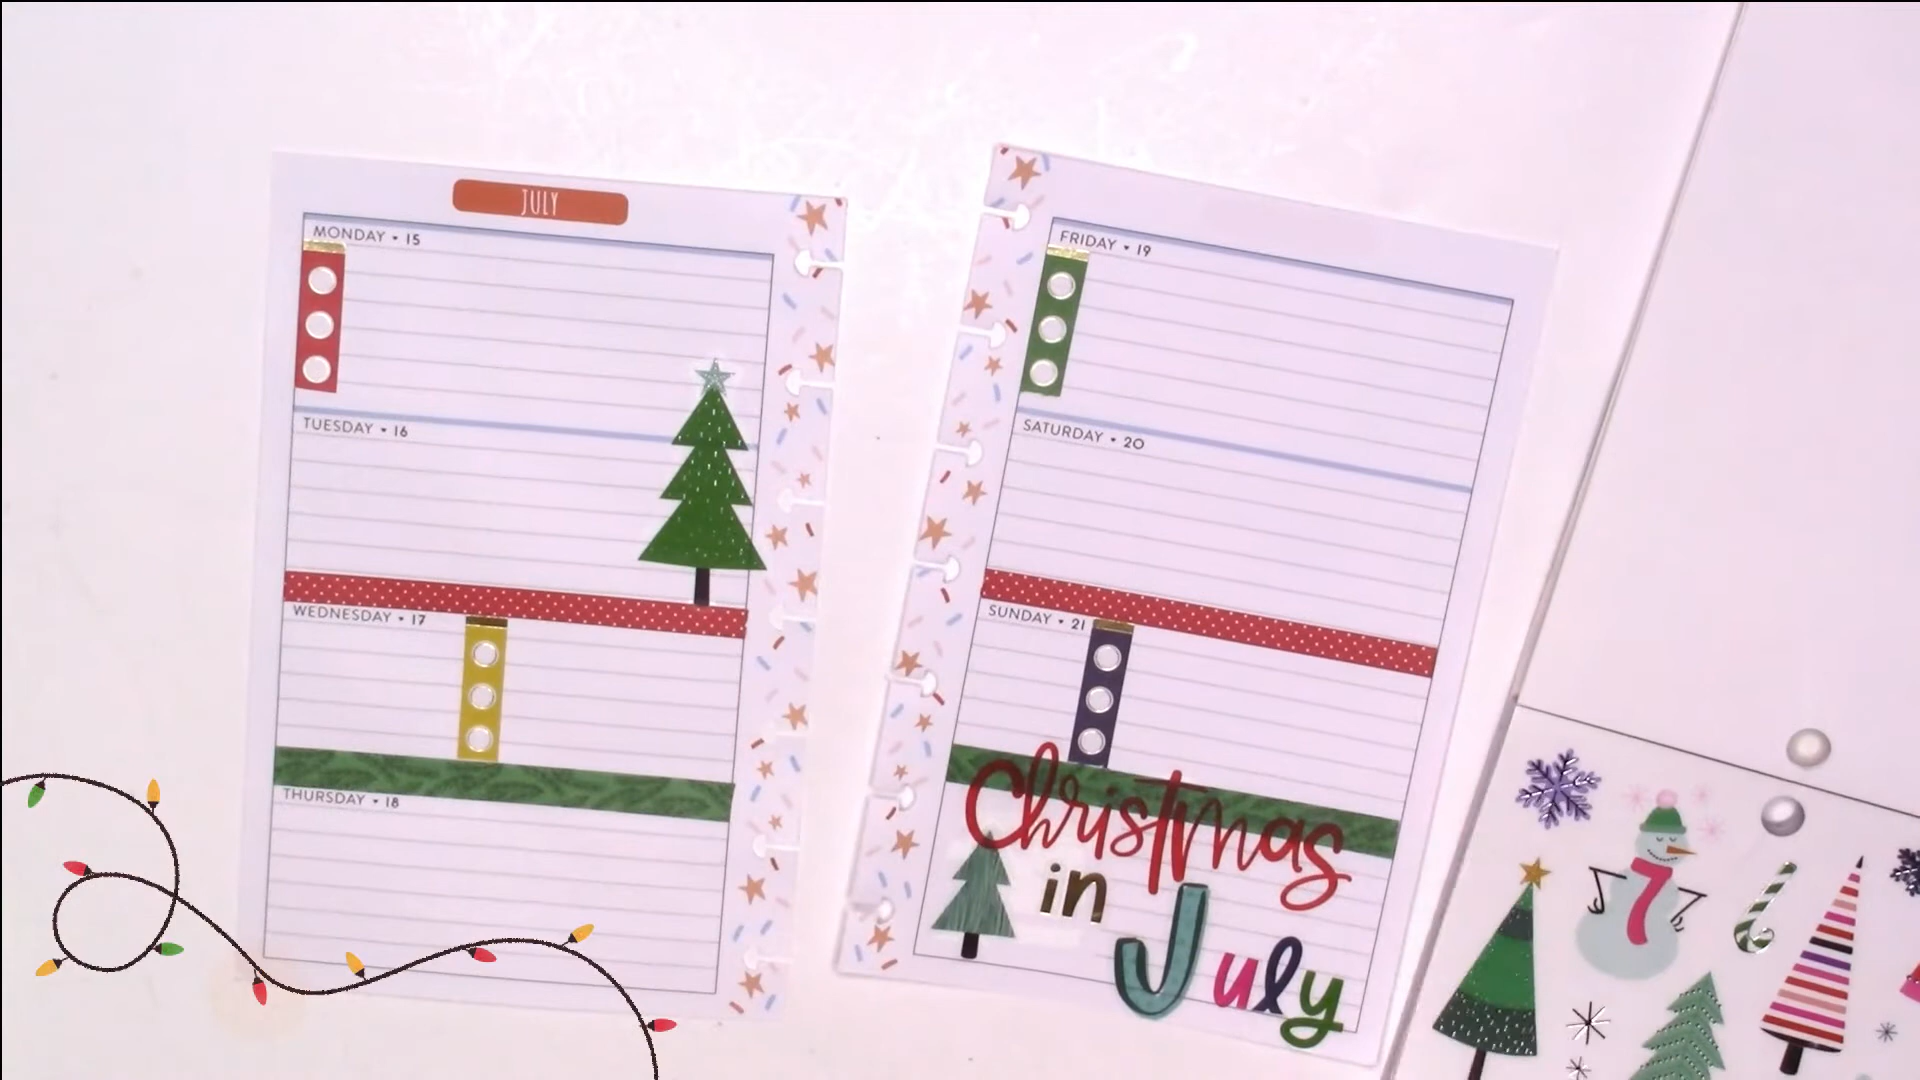 JULY
MONDAY • 15
TUESDAY • 16
WEDNESDAY • 17
THURSDAY • 18
FRIDAY • 19
SATURDAY • 20
SUNDAY • 21
Christmas
in
July